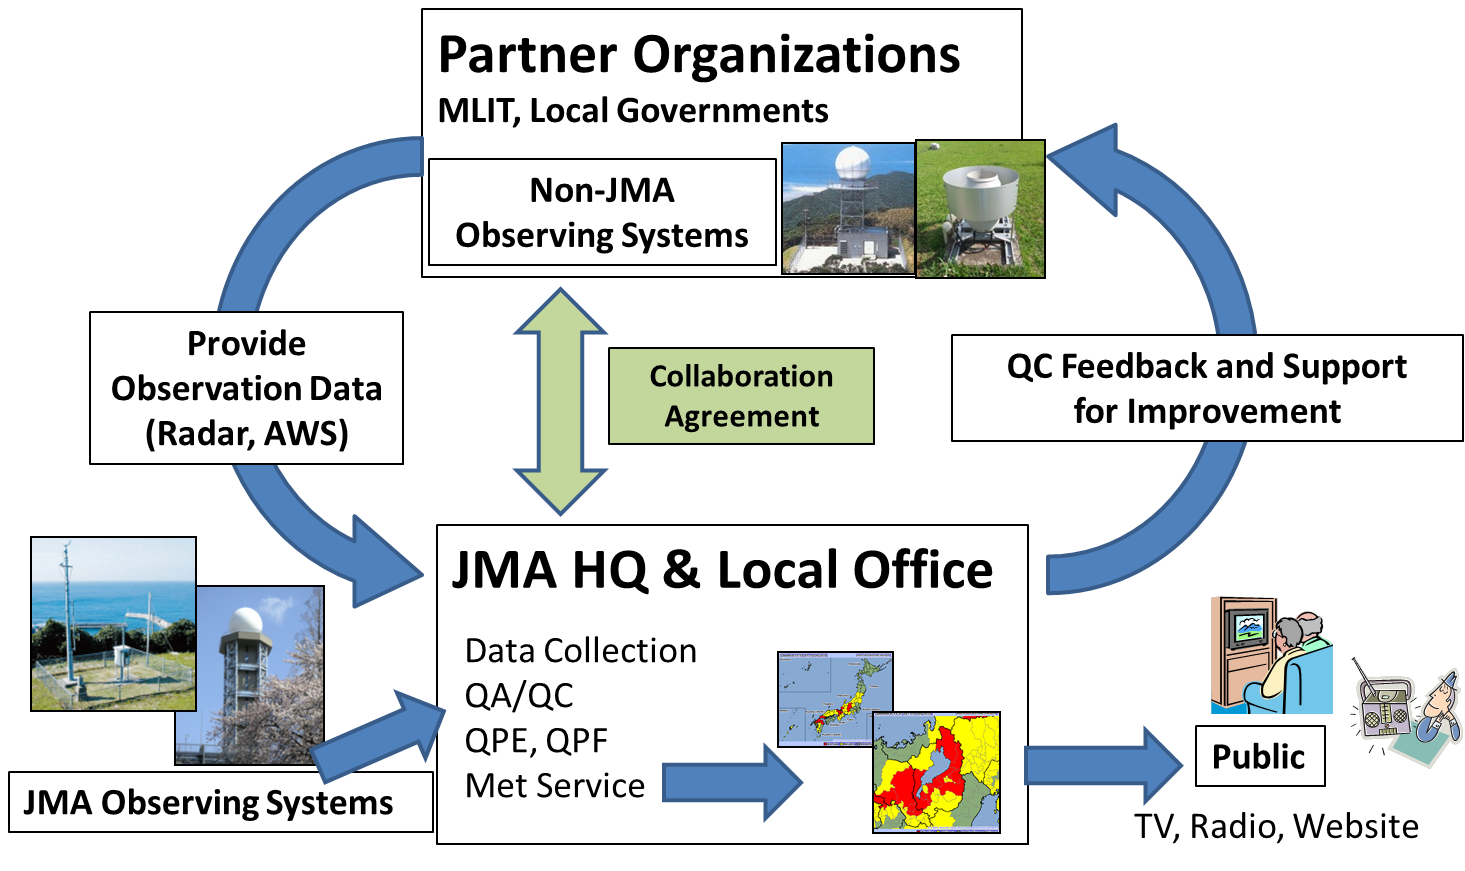 Partner Organizations
MLIT, Local Governments
Non-JMA
Observing Systems
Provide
Observation Data
(Radar, AWS)
Collaboration
Agreement
QC Feedback and Support
for Improvement
JMA HQ & Local Office
Data Collection
QA/QC
QPE, QPF
Met Service
JMA Observing Systems
Public
TV, Radio, Website